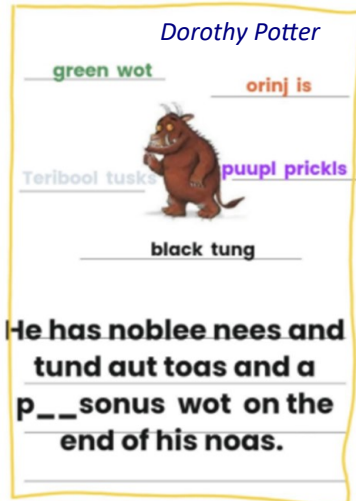 Dorothy Potter
green wot
orinj is
Teribool tusks
puupl prickls
black tung
He has noblee nees and
tund aut toas and a
p__sonus wot on the
end of his noas.